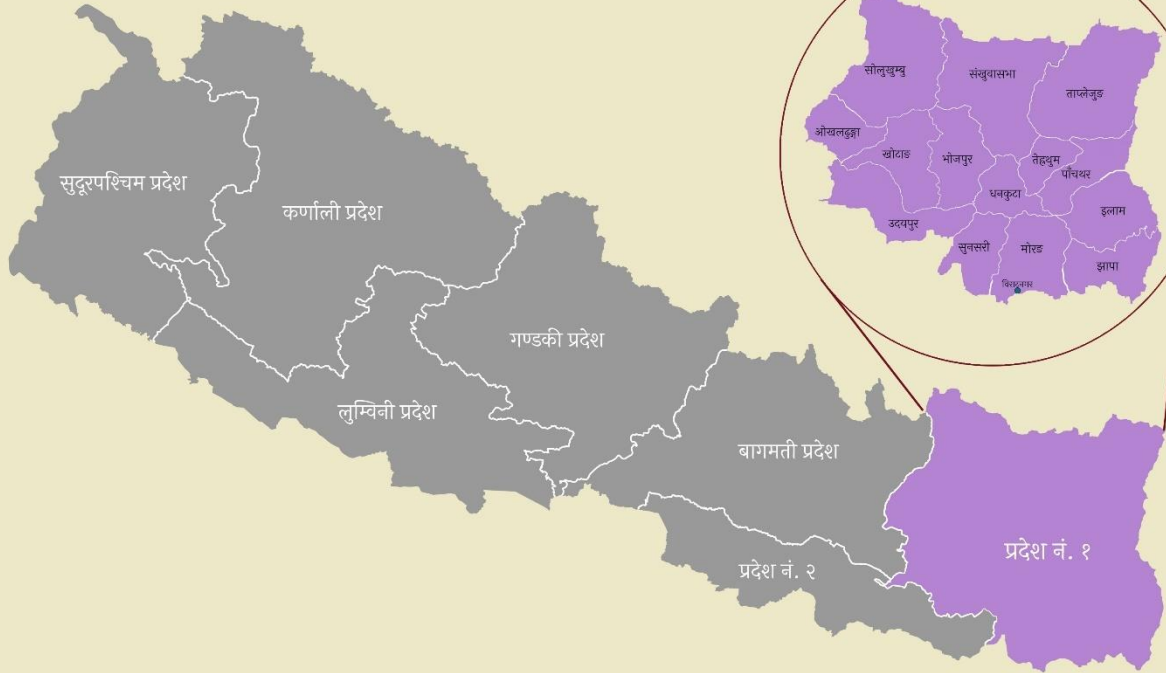 सुदूरपश्चिम प्रदेश
कर्णाली प्रदेश
लुम्विनी प्रदेश
गण्डकी प्रदेश
बागमती प्रदेश
प्रदेश नं. २
प्रदेश नं. १
सोलुखुम्बु
संखुवासभा
ताप्लेजुङ
ओखलढुङ्गा
खोटाङ
भोजपुर
तेह्रथुम
पाँचथर
धनकुटा
इलाम
उदयपुर
सुनसरी
मोरङ
झापा
बिराटनगर